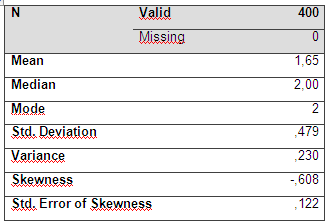 N Valid 400
Missing 0
Mean 1,65
Median 2,00
Mode 2
Std. Deviation ,479
Variance ,230
Skewness -,608
Std. Error of Skewness ,122